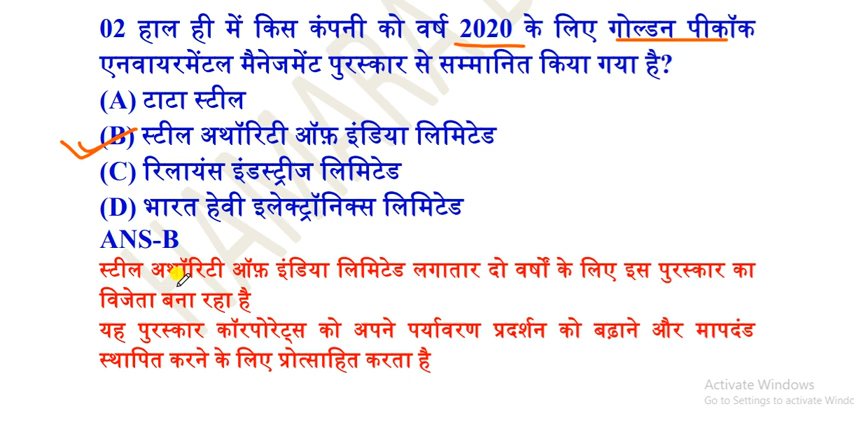 02 हाल ही में किस कंपनी को वर्ष 2020 के लिए गोल्डन पीकॉक
एनवायरमेंटल मैनेजमेंट पुरस्कार से सम्मानित किया गया है?
(A) टाटा स्टील
(B) स्टील अथॉरिटी ऑफ़ इंडिया लिमिटेड
(C) रिलायंस इंडस्ट्रीज लिमिटेड
(D) भारत हेवी इलेक्ट्रॉनिक्स लिमिटेड
ANS-B
स्टील अथॉरिटी ऑफ़ इंडिया लिमिटेड लगातार दो वर्षों के लिए इस पुरस्कार का
विजेता बना रहा है
यह पुरस्कार कॉरपोरेट्स को अपने पर्यावरण प्रदर्शन को बढ़ाने और मापदंड
स्थापित करने के लिए प्रोत्साहित करता है
Activate Windows
Go to Settings to activate Windo